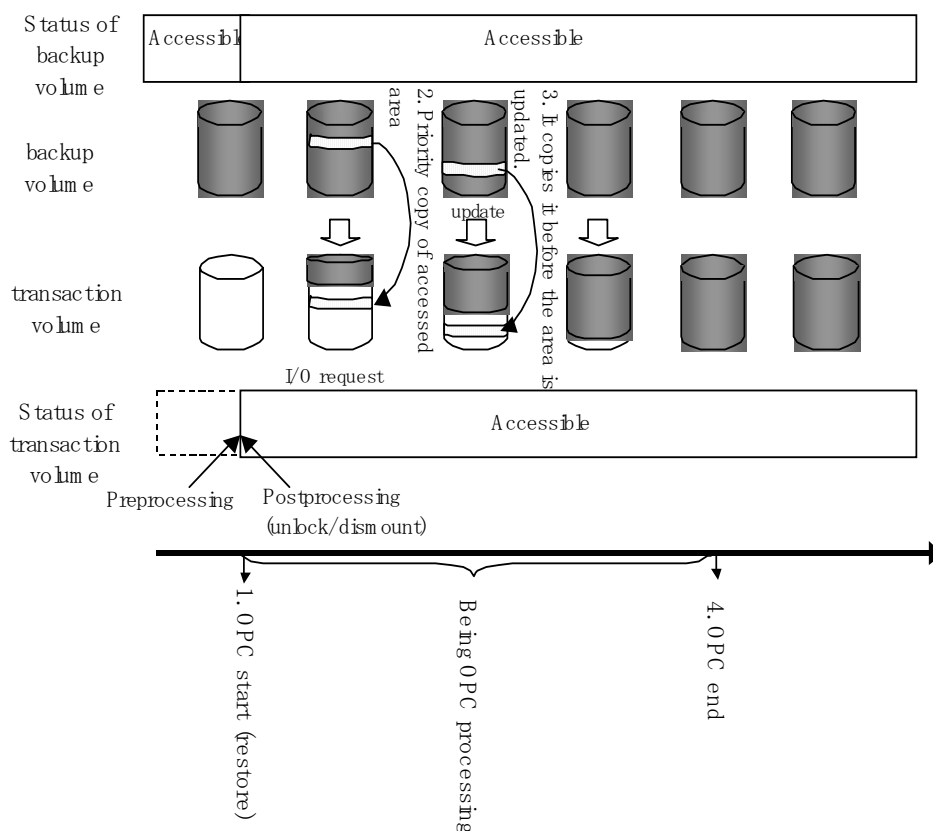 Status of
backup
volume
Accessible
Accessible
2. Priority copy of accessed
area
3. It copies it before the area is
updated.
backup
volume
update
transaction
volume
I/O request
Status of
transaction
volume
Accessible
Preprocessing
Postprocessing
(unlock/dismount)
1. OPC start (restore)
Being OPC processing
4. OPC end